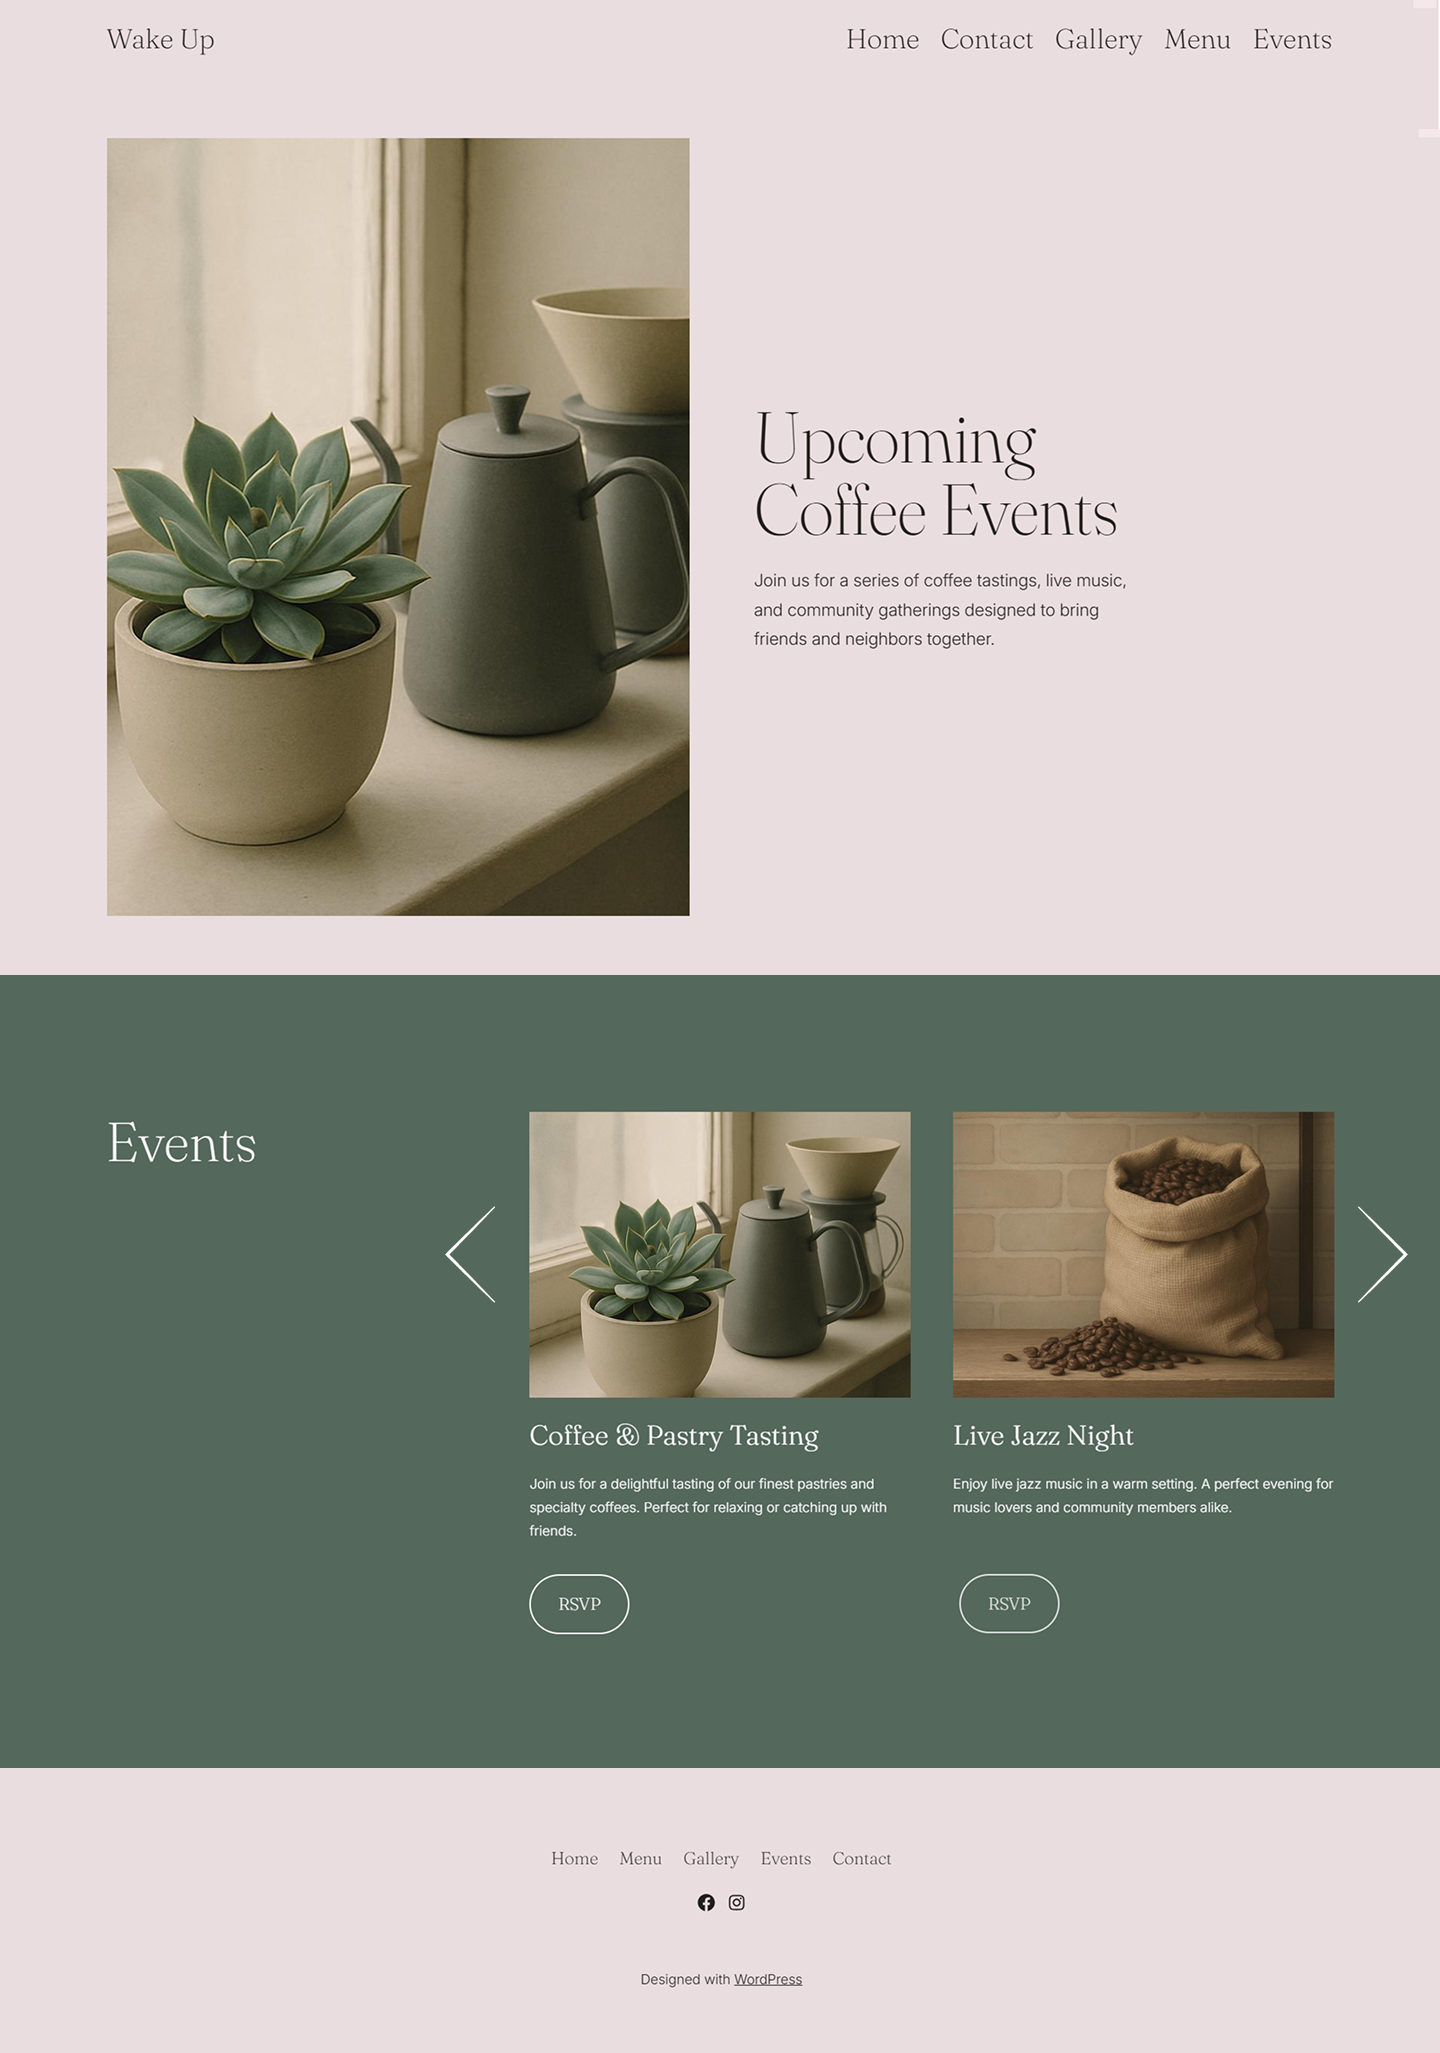 Wake Up
Home Contact Gallery Menu Events
Upcoming
Coffee Events
Join us for a series of coffee tastings, live music,
and community gatherings designed to bring
friends and neighbors together.
Events
Coffee & Pastry Tasting
Join us for a delightful tasting of our finest pastries and
specialty coffees. Perfect for relaxing or catching up with
friends.
RSVP
Live Jazz Night
Enjoy live jazz music in a warm setting. A perfect evening for
music lovers and community members alike.
RSVP
Home Menu Gallery Events Contact
Designed with WordPress